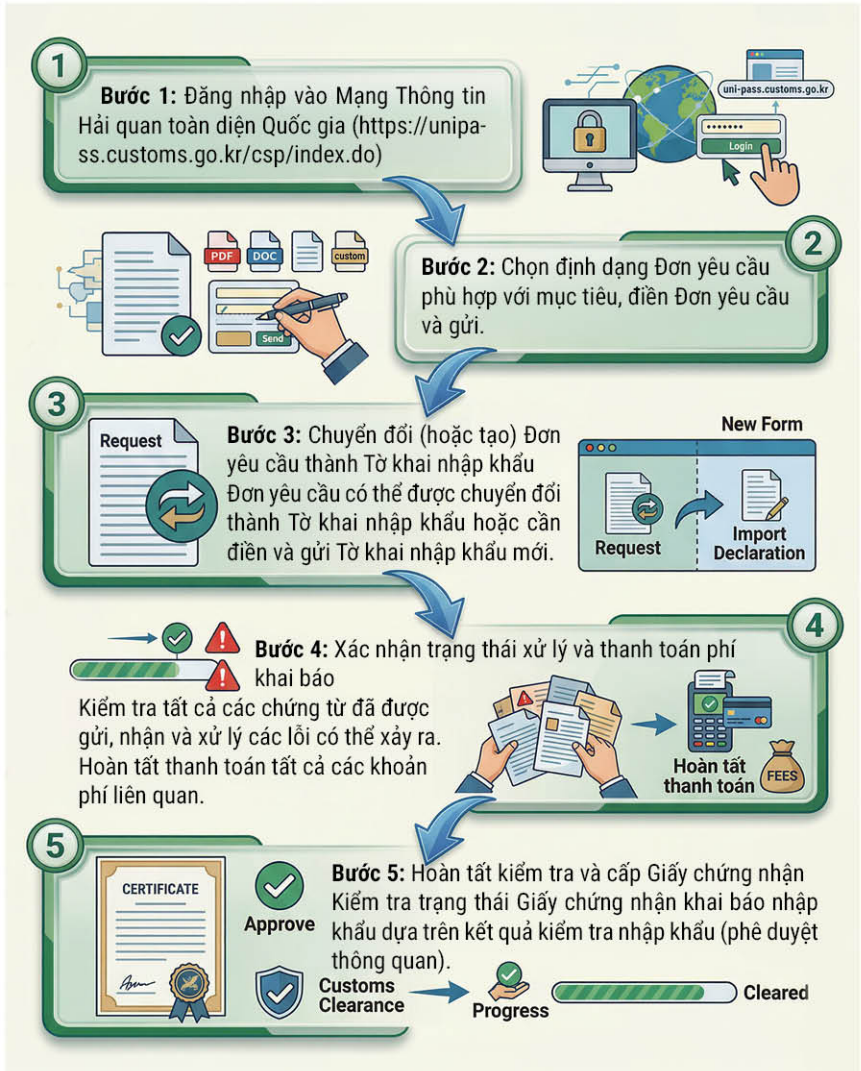 1
Bước 1: Đăng nhập vào Mạng Thông tin
Hải quan toàn diện Quốc gia (https://unipa-
ss.customs.go.kr/csp/index.do)
uni-pass.customs.go.kr
Login
PDF
DOC
custom
Send
2
Bước 2: Chọn định dạng Đơn yêu cầu
phù hợp với mục tiêu, điền Đơn yêu cầu
và gửi.
3
Request
Bước 3: Chuyển đổi (hoặc tạo) Đơn
yêu cầu thành Tờ khai nhập khẩu
Đơn yêu cầu có thể được chuyển đổi
thành Tờ khai nhập khẩu hoặc cần
điền và gửi Tờ khai nhập khẩu mới.
New Form
Request
Import
Declaration
4
Bước 4: Xác nhận trạng thái xử lý và thanh toán phí
khai báo
Kiểm tra tất cả các chứng từ đã được
gửi, nhận và xử lý các lỗi có thể xảy ra.
Hoàn tất thanh toán tất cả các khoản
phí liên quan.
Hoàn tất
thanh toán
FEES
5
CERTIFICATE
Approve
Bước 5: Hoàn tất kiểm tra và cấp Giấy chứng nhận
Kiểm tra trạng thái Giấy chứng nhận khai báo nhập
khẩu dựa trên kết quả kiểm tra nhập khẩu (phê duyệt
thông quan).
Customs
Clearance
Progress
Cleared